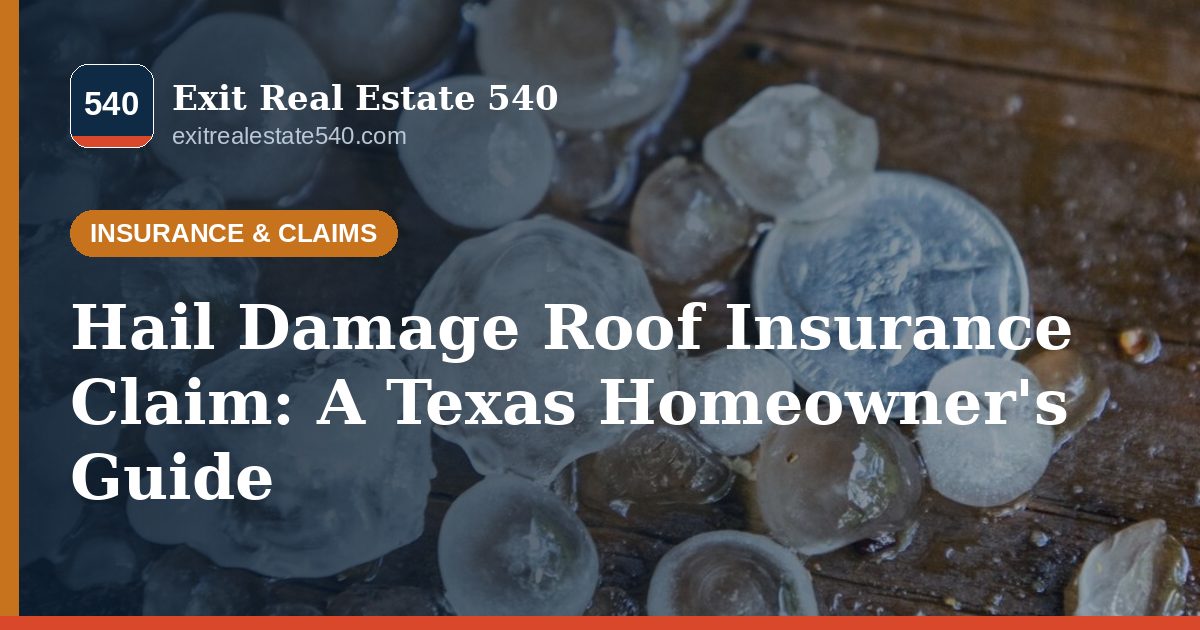 540
Exit Real Estate 540
exitrealestate540.com
INSURANCE & CLAIMS
Hail Damage Roof Insurance
Claim: A Texas Homeowner's
Guide